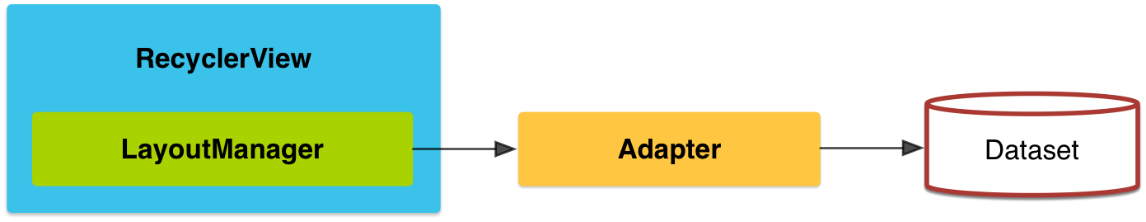 RecyclerView
LayoutManager
Adapter
Dataset